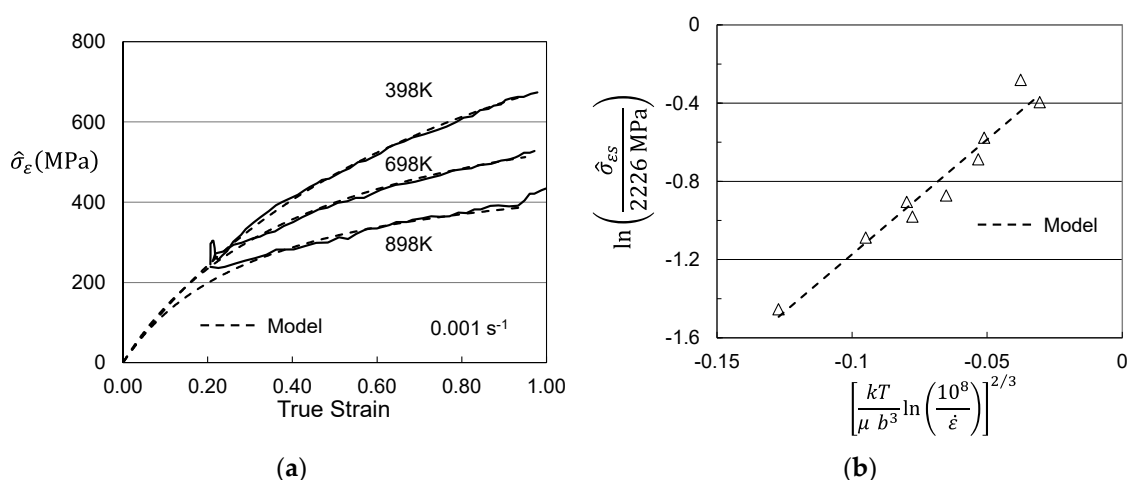 800
600
400
200
0
σ̂ε(MPa)
398K
698K
898K
Model
0.001 s-1
0.00 0.20 0.40 0.60 0.80 1.00
True Strain
(a)
0
-0.4
-0.8
-1.2
-1.6
ln(σ̂εs / 2226 MPa)
Model
-0.15 -0.1 -0.05 0
[kT / μ b³ ln(10⁸ / ε̇)]^2/3
(b)